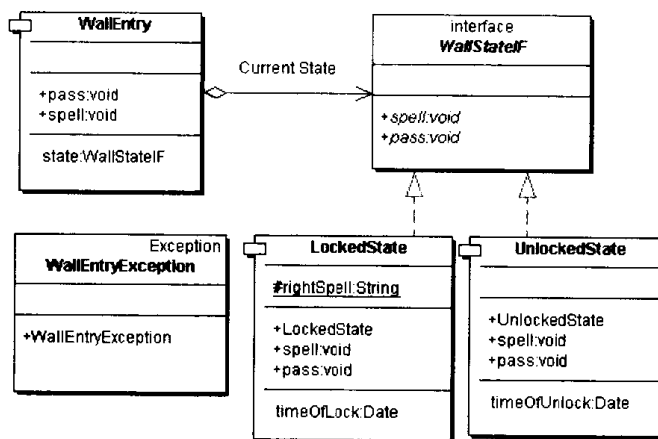 WallEntry
+pass:void
+spell:void
state:WallStateIF
Current State
interface
WallStateIF
+spell:void
+pass:void
Exception
WallEntryException
+WallEntryException
LockedState
#rightSpell:String
+LockedState
+spell:void
+pass:void
timeOfLock:Date
UnlockedState
+UnlockedState
+spell:void
+pass:void
timeOfUnlock:Date